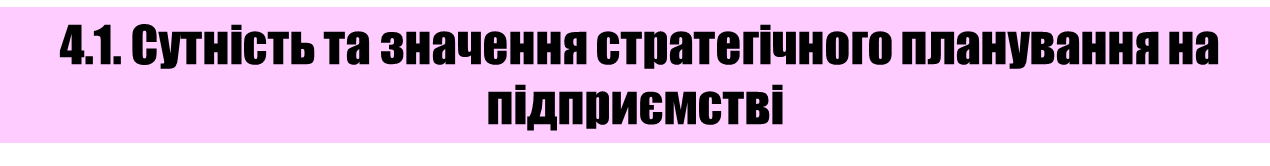 4.1. Сутність та значення стратегічного планування на
підприємстві